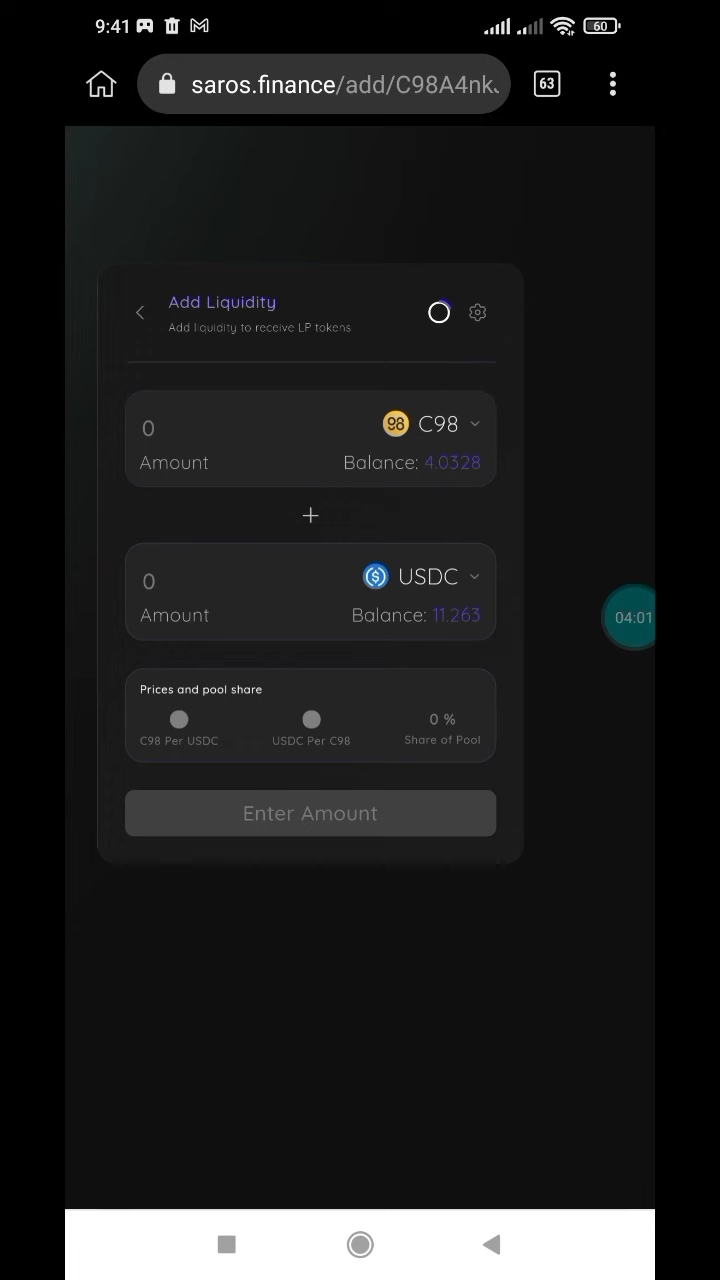 9:41
60
saros.finance/add/C98A4nk
63
Add Liquidity
Add liquidity to receive LP tokens
0
98 C98
Amount
Balance: 4.0328
+
0
$ USDC
Amount
Balance: 11.263
04:01
Prices and pool share
0 %
C98 Per USDC
USDC Per C98
Share of Pool
Enter Amount